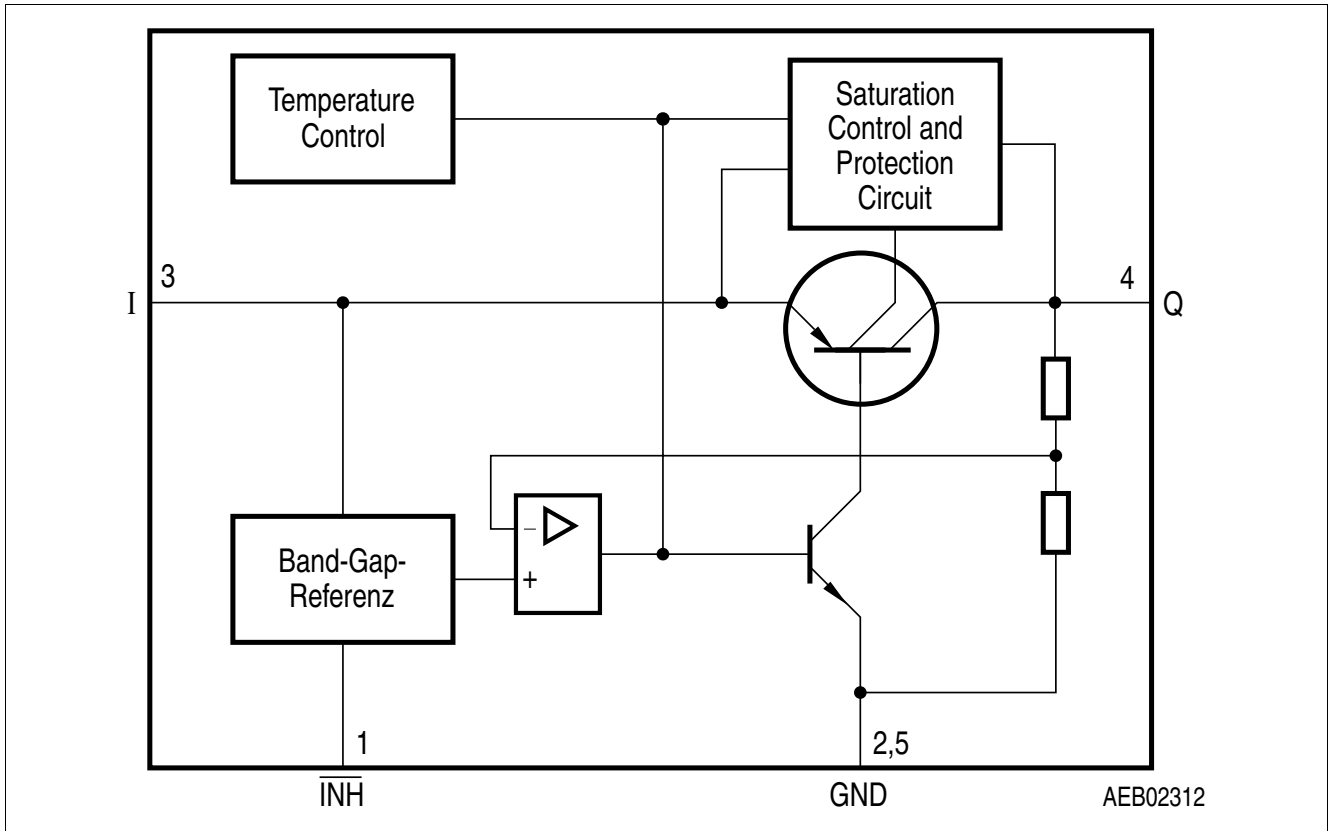 Temperature
Control
Saturation
Control and
Protection
Circuit
3
I
4
Q
Band-Gap-
Referenz
−
+
1
2,5
INH
GND
AEB02312